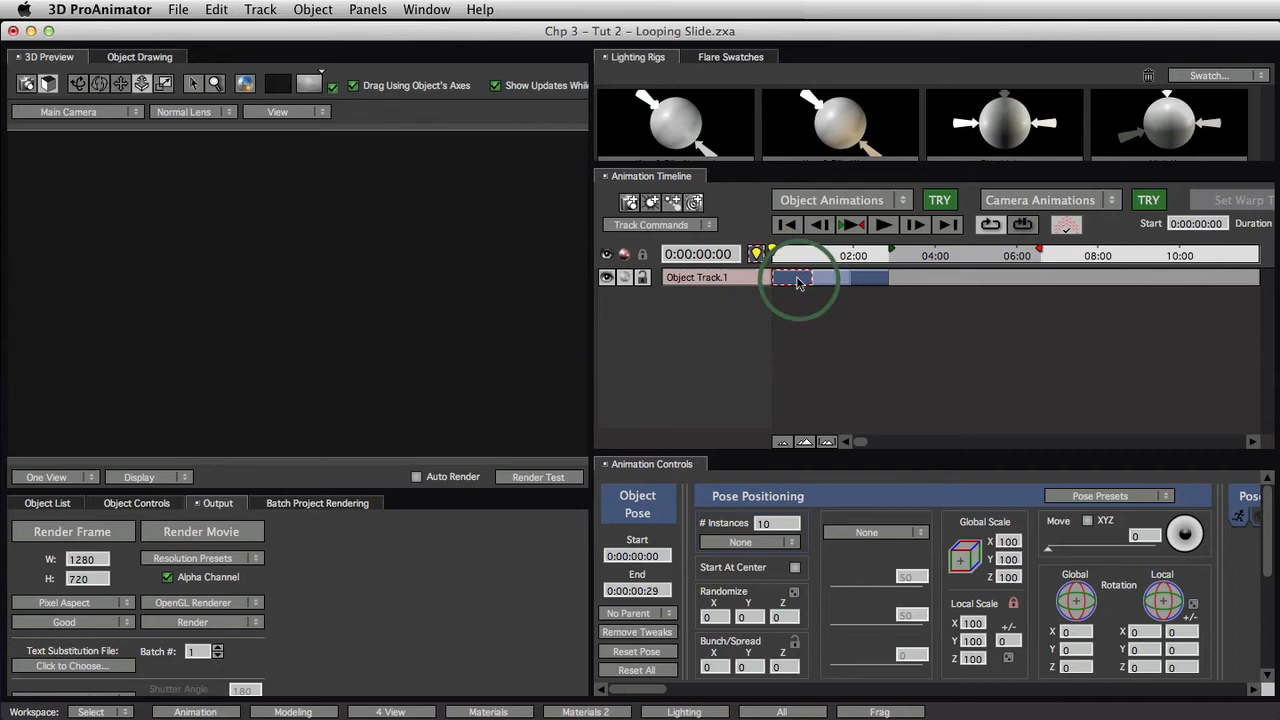 3D ProAnimator File Edit Track Object Panels Window Help
Chp 3 - Tut 2 - Looping Slide.zxa
3D Preview Object Drawing
Drag Using Object's Axes Show Updates Whil
Main Camera Normal Lens View
One View Display Auto Render Render Test
Object List Object Controls Output Batch Project Rendering
Render Frame Render Movie
W: 1280 Resolution Presets
H: 720 Alpha Channel
Pixel Aspect OpenGL Renderer
Good Render
Text Substitution File: Batch #: 1
Click to Choose...
Shutter Angle 180
Lighting Rigs Flare Swatches
Swatch...
Animation Timeline
Object Animations TRY Camera Animations TRY Set Warp T
Track Commands Start 0:00:00:00 Duration
0:00:00:00 02:00 04:00 06:00 08:00 10:00
Object Track.1
Animation Controls
Object Pose
Start
0:00:00:00
End
0:00:00:29
No Parent
Remove Tweaks
Reset Pose
Reset All
Pose Positioning Pose Presets Pos
# Instances 10
None
Start At Center
Randomize
X Y Z
0 0 0
Bunch/Spread
X Y Z
0 0 0
None
50
50
0
Global Scale
X 100
Y 100
Z 100
Local Scale
X 100 +/-
Y 100 0
Z 100
Move XYZ
0
Global Rotation Local
+/-
X 0 X 0 0
Y 0 Y 0 0
Z 0 Z 0 0
Workspace: Select Animation Modeling 4 View Materials Materials 2 Lighting All Frag